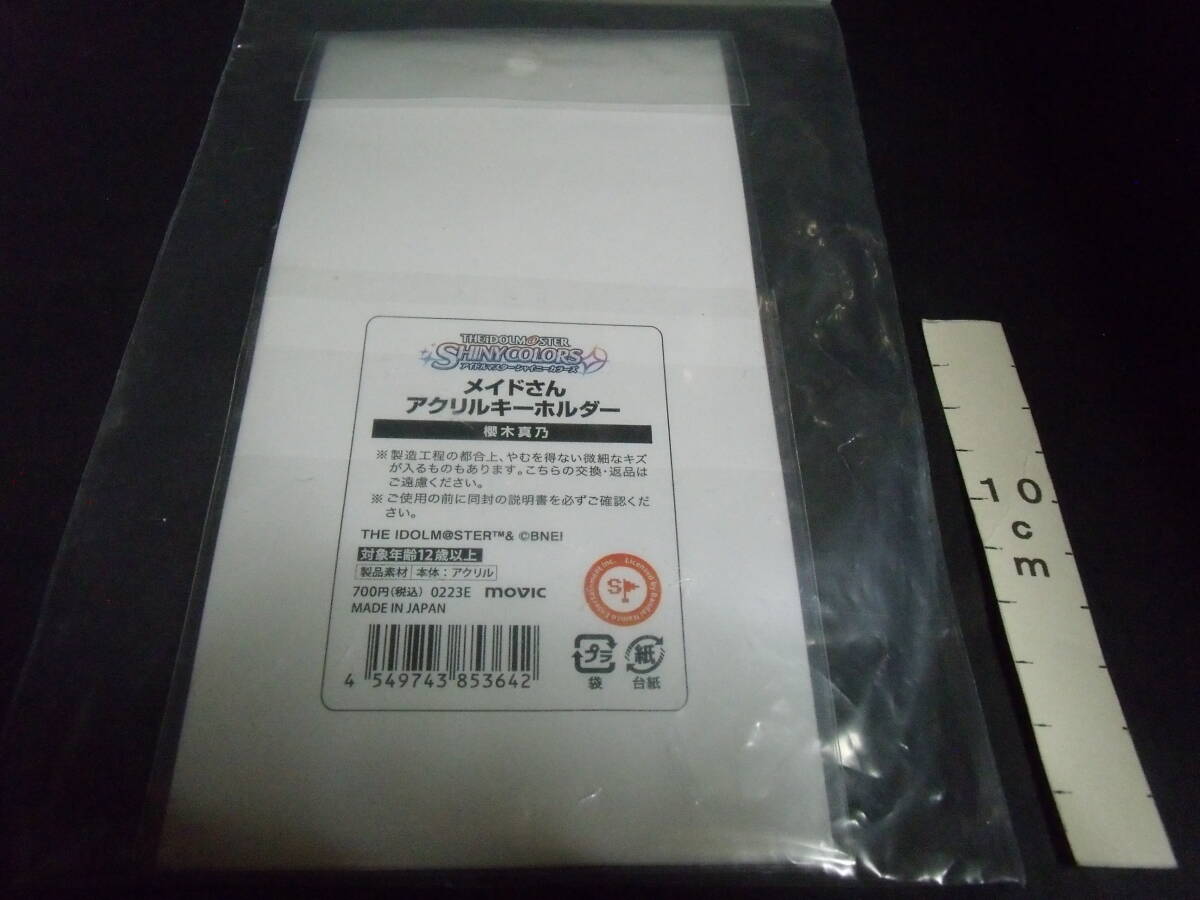 THE IDOLM@STER
SHINYCOLORS
アイドルマスターシャイニーカラーズ
メイドさん
アクリルキーホルダー
櫻木真乃
※製造工程の都合上、やむを得ない微細なキズ
が入るものもあります。こちらの交換・返品は
ご遠慮ください。
※ご使用の前に同封の説明書を必ずご確認くだ
さい。
THE IDOLM@STER™& ©BNEI
対象年齢12歳以上
製品素材 本体：アクリル
700円(税込) 0223E movic
MADE IN JAPAN
Licensed by Bandai Namco Entertainment Inc.
S
4 549743 853642
プラ
袋
紙
台紙
10
c
m